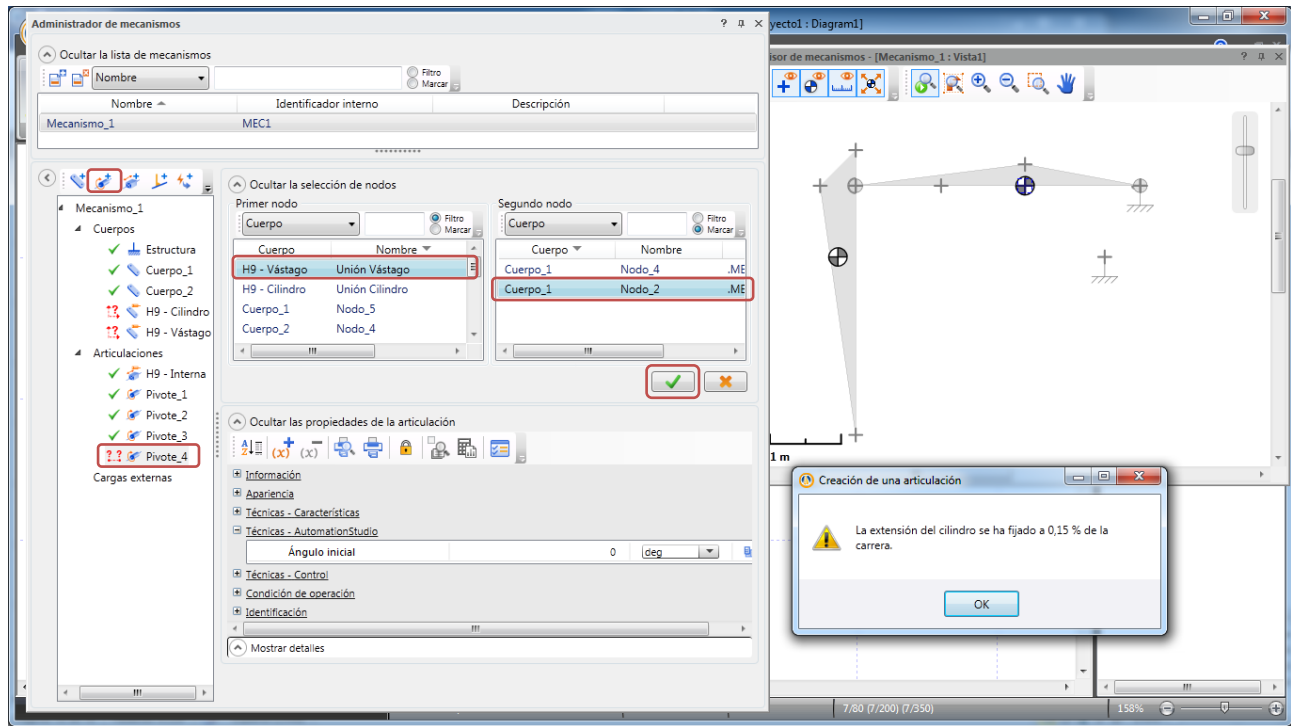 Administrador de mecanismos
yecto1 : Diagram1]
isor de mecanismos - [Mecanismo_1 : Vista1]
Ocultar la lista de mecanismos
Nombre
Filtro
Marcar
Nombre Identificador interno Descripción
Mecanismo_1 MEC1
Mecanismo_1
Cuerpos
Estructura
Cuerpo_1
Cuerpo_2
H9 - Cilindro
H9 - Vástago
Articulaciones
H9 - Interna
Pivote_1
Pivote_2
Pivote_3
Pivote_4
Cargas externas
Ocultar la selección de nodos
Primer nodo
Cuerpo
Filtro
Marcar
Cuerpo Nombre
H9 - Vástago Unión Vástago
H9 - Cilindro Unión Cilindro
Cuerpo_1 Nodo_5
Cuerpo_2 Nodo_4
Segundo nodo
Cuerpo
Filtro
Marcar
Cuerpo Nombre
Cuerpo_1 Nodo_4 .ME
Cuerpo_1 Nodo_2 .ME
Ocultar las propiedades de la articulación
Información
Apariencia
Técnicas - Características
Técnicas - AutomationStudio
Ángulo inicial 0 deg
Técnicas - Control
Condición de operación
Identificación
Mostrar detalles
1 m
Creación de una articulación
La extensión del cilindro se ha fijado a 0,15 % de la
carrera.
OK
7/80 (7/200) (7/350)
158%